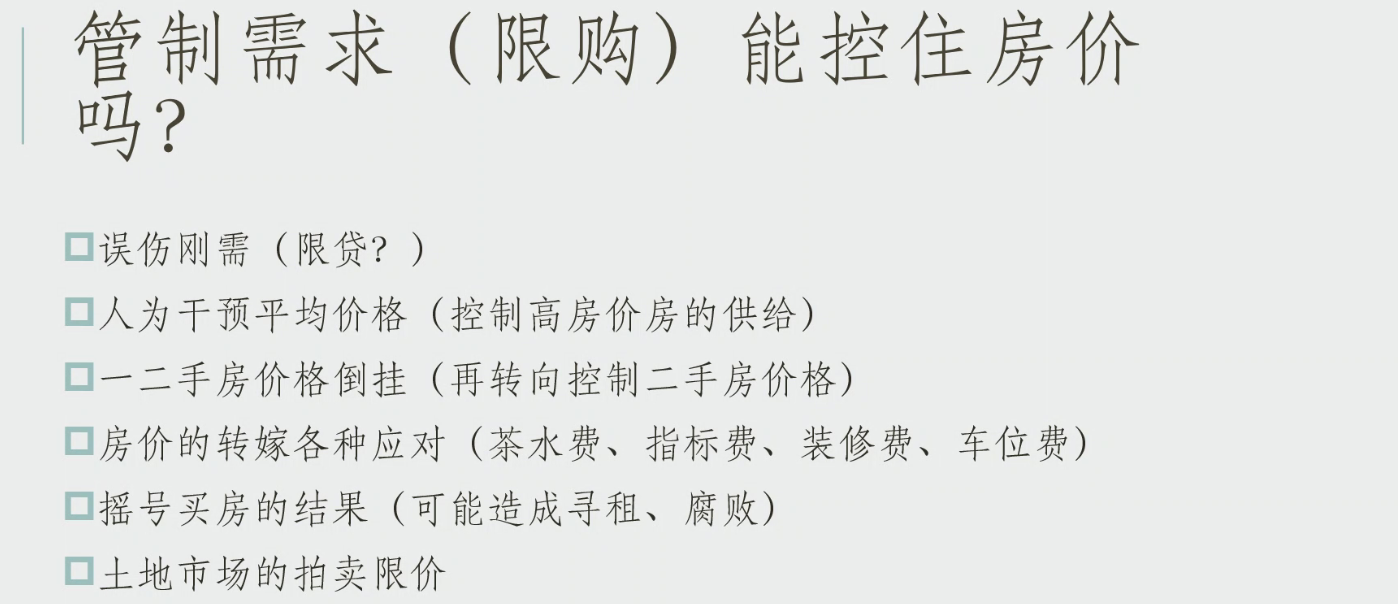 管制需求（限购）能控住房价
吗？
误伤刚需（限贷？）
人为干预平均价格（控制高房价房的供给）
一二手房价格倒挂（再转向控制二手房价格）
房价的转嫁各种应对（茶水费、指标费、装修费、车位费）
摇号买房的结果（可能造成寻租、腐败）
土地市场的拍卖限价